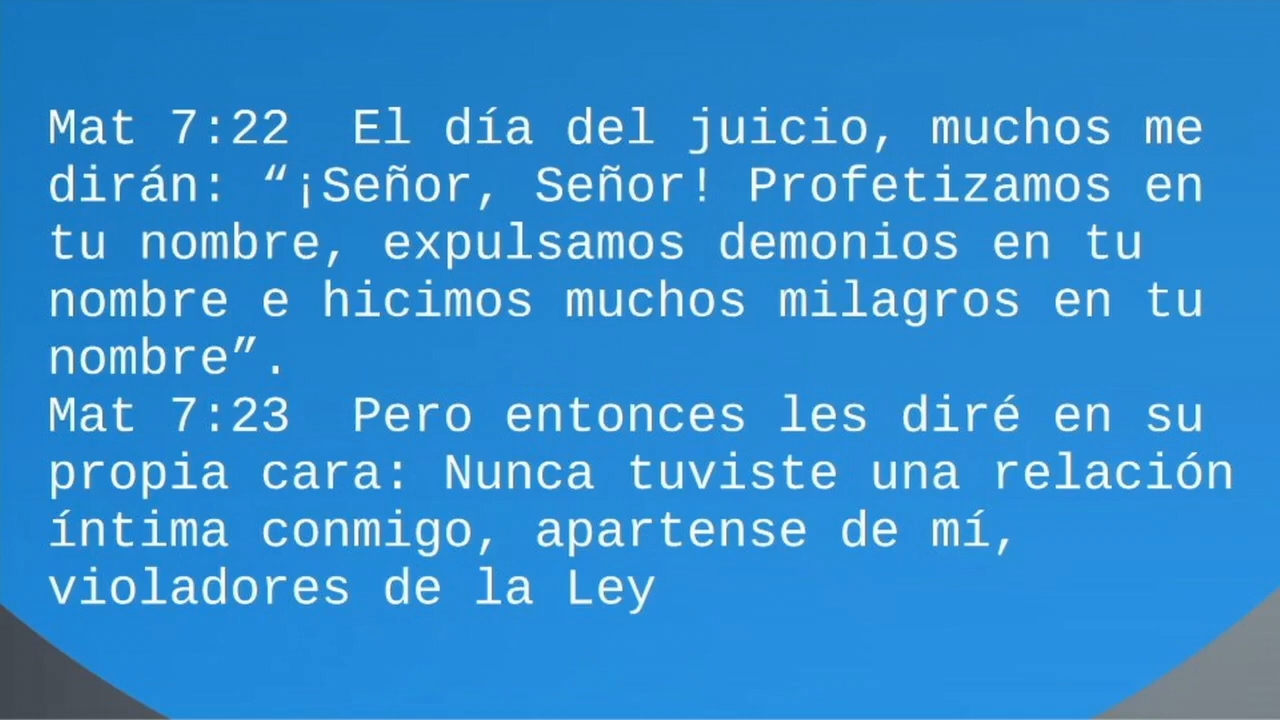 Mat 7:22  El día del juicio, muchos me
dirán: “¡Señor, Señor! Profetizamos en
tu nombre, expulsamos demonios en tu
nombre e hicimos muchos milagros en tu
nombre”.
Mat 7:23  Pero entonces les diré en su
propia cara: Nunca tuviste una relación
íntima conmigo, apartense de mí,
violadores de la Ley